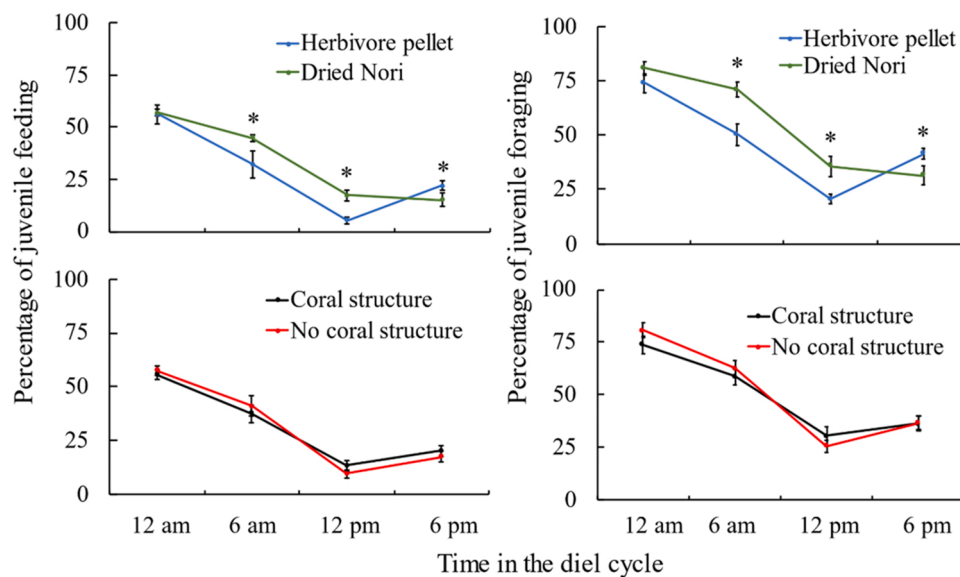 Percentage of juvenile feeding
100
75
50
25
0
Herbivore pellet
Dried Nori
*
*
*
100
75
50
25
0
Coral structure
No coral structure
12 am
6 am
12 pm
6 pm
Percentage of juvenile foraging
100
75
50
25
0
Herbivore pellet
Dried Nori
*
*
*
100
75
50
25
0
Coral structure
No coral structure
12 am
6 am
12 pm
6 pm
Time in the diel cycle